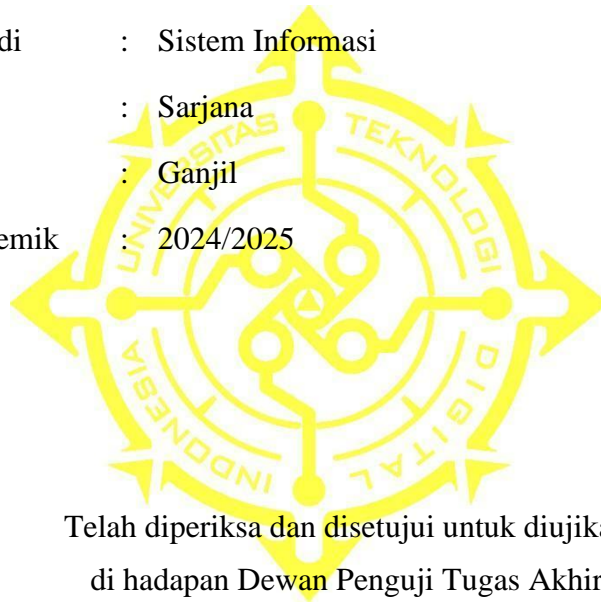 di : Sistem Informasi
: Sarjana
: Ganjil
emik : 2024/2025
UNIVERSITAS TEKNOLOGI
DIGITAL
INDONESIA
Telah diperiksa dan disetujui untuk diujika
di hadapan Dewan Penguji Tugas Akhir